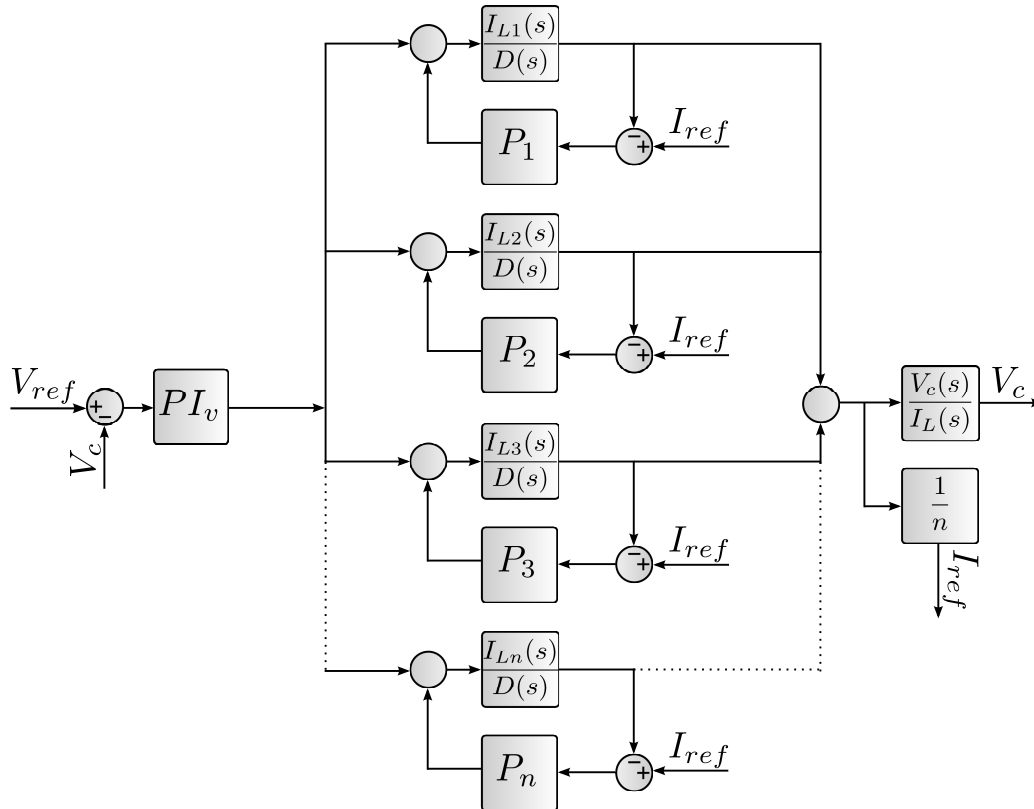 I_{L1}(s)
D(s)
P_1
− +
I_{ref}
I_{L2}(s)
D(s)
P_2
− +
I_{ref}
V_{ref}
+ −
V_c
PI_v
V_c(s)
I_L(s)
V_c
I_{L3}(s)
D(s)
P_3
− +
I_{ref}
1
n
I_{ref}
I_{Ln}(s)
D(s)
P_n
− +
I_{ref}